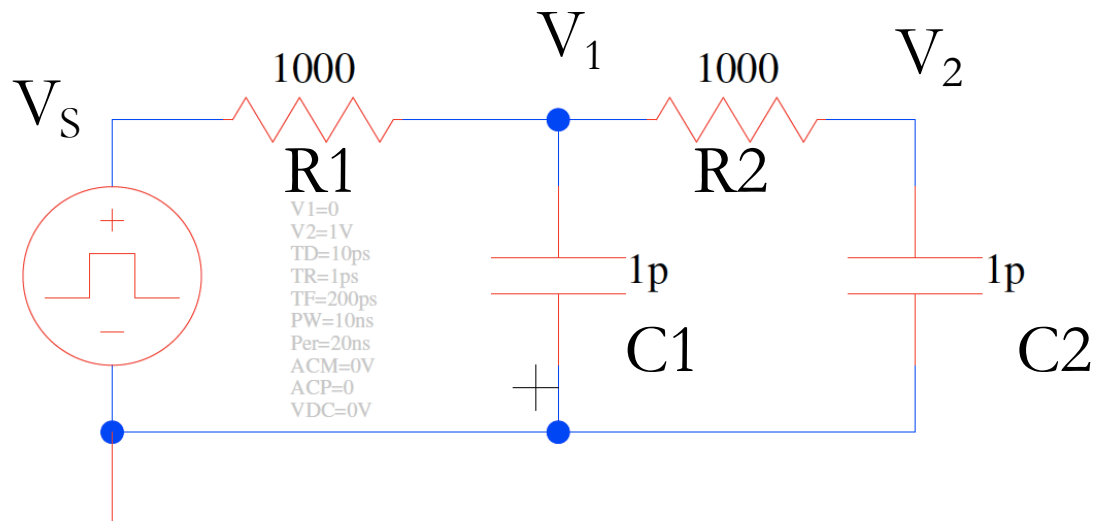 V1
V2
1000
1000
VS
R1
R2
V1=0
V2=1V
TD=10ps
TR=1ps
TF=200ps
PW=10ns
Per=20ns
ACM=0V
ACP=0
VDC=0V
1p
1p
C1
C2